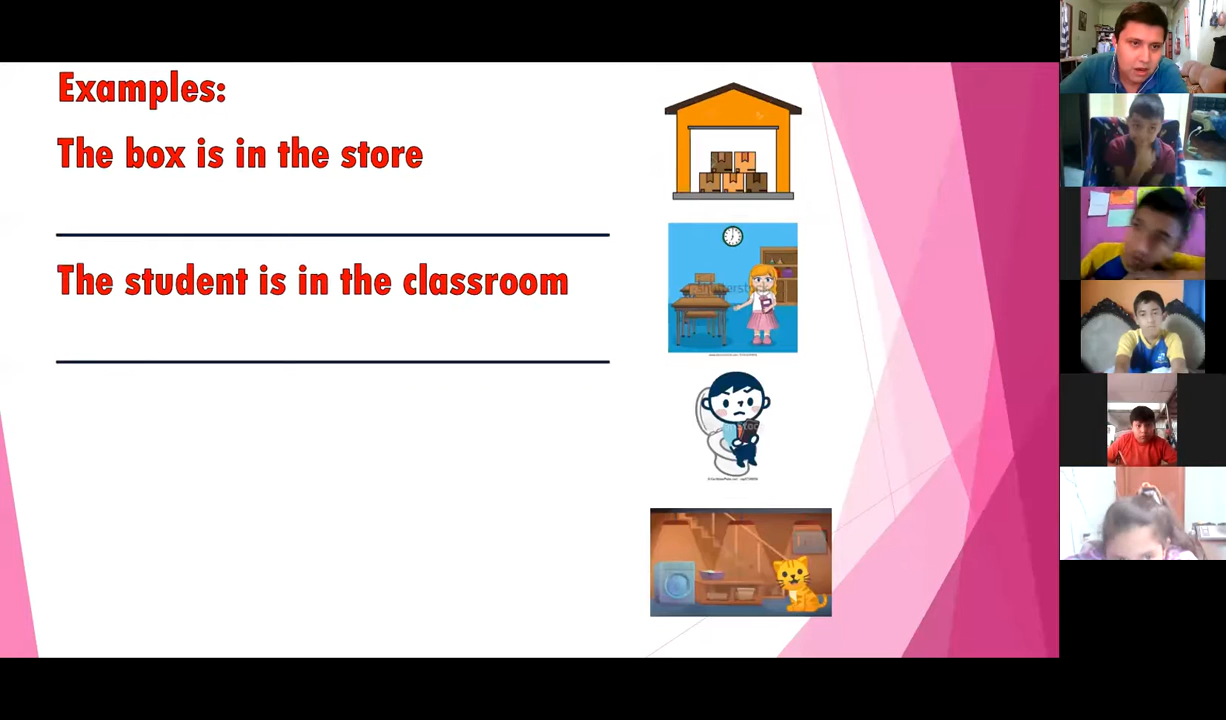 Examples:
The box is in the store
The student is in the classroom